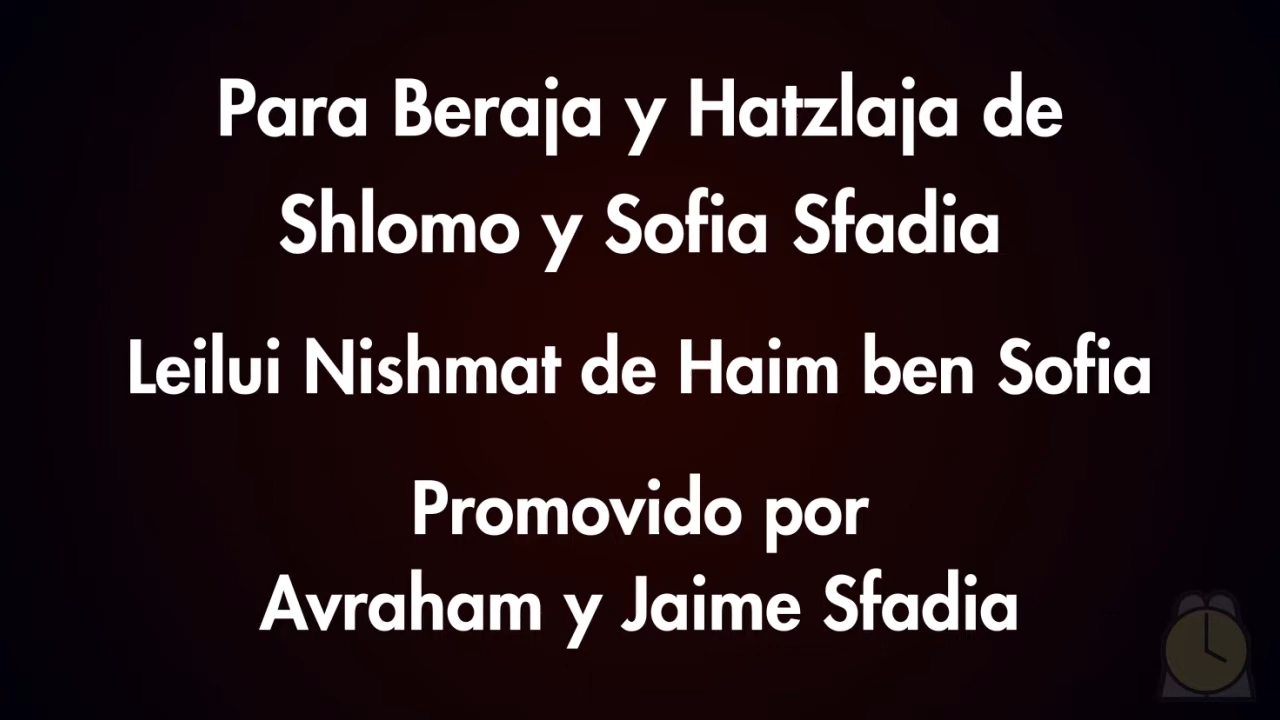 Para Beraja y Hatzlaja de
Shlomo y Sofia Sfadia
Leilui Nishmat de Haim ben Sofia
Promovido por
Avraham y Jaime Sfadia